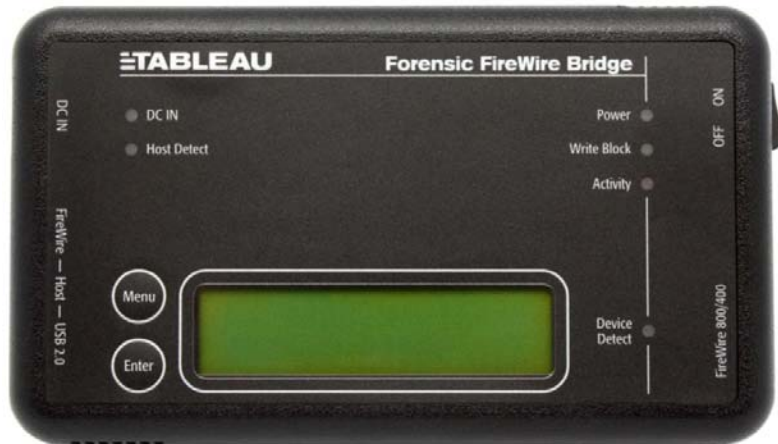 TABLEAU
Forensic FireWire Bridge
DC IN
DC IN
Host Detect
Power
Write Block
Activity
ON
OFF
FireWire — Host — USB 2.0
Menu
Enter
Device
Detect
FireWire 800/400